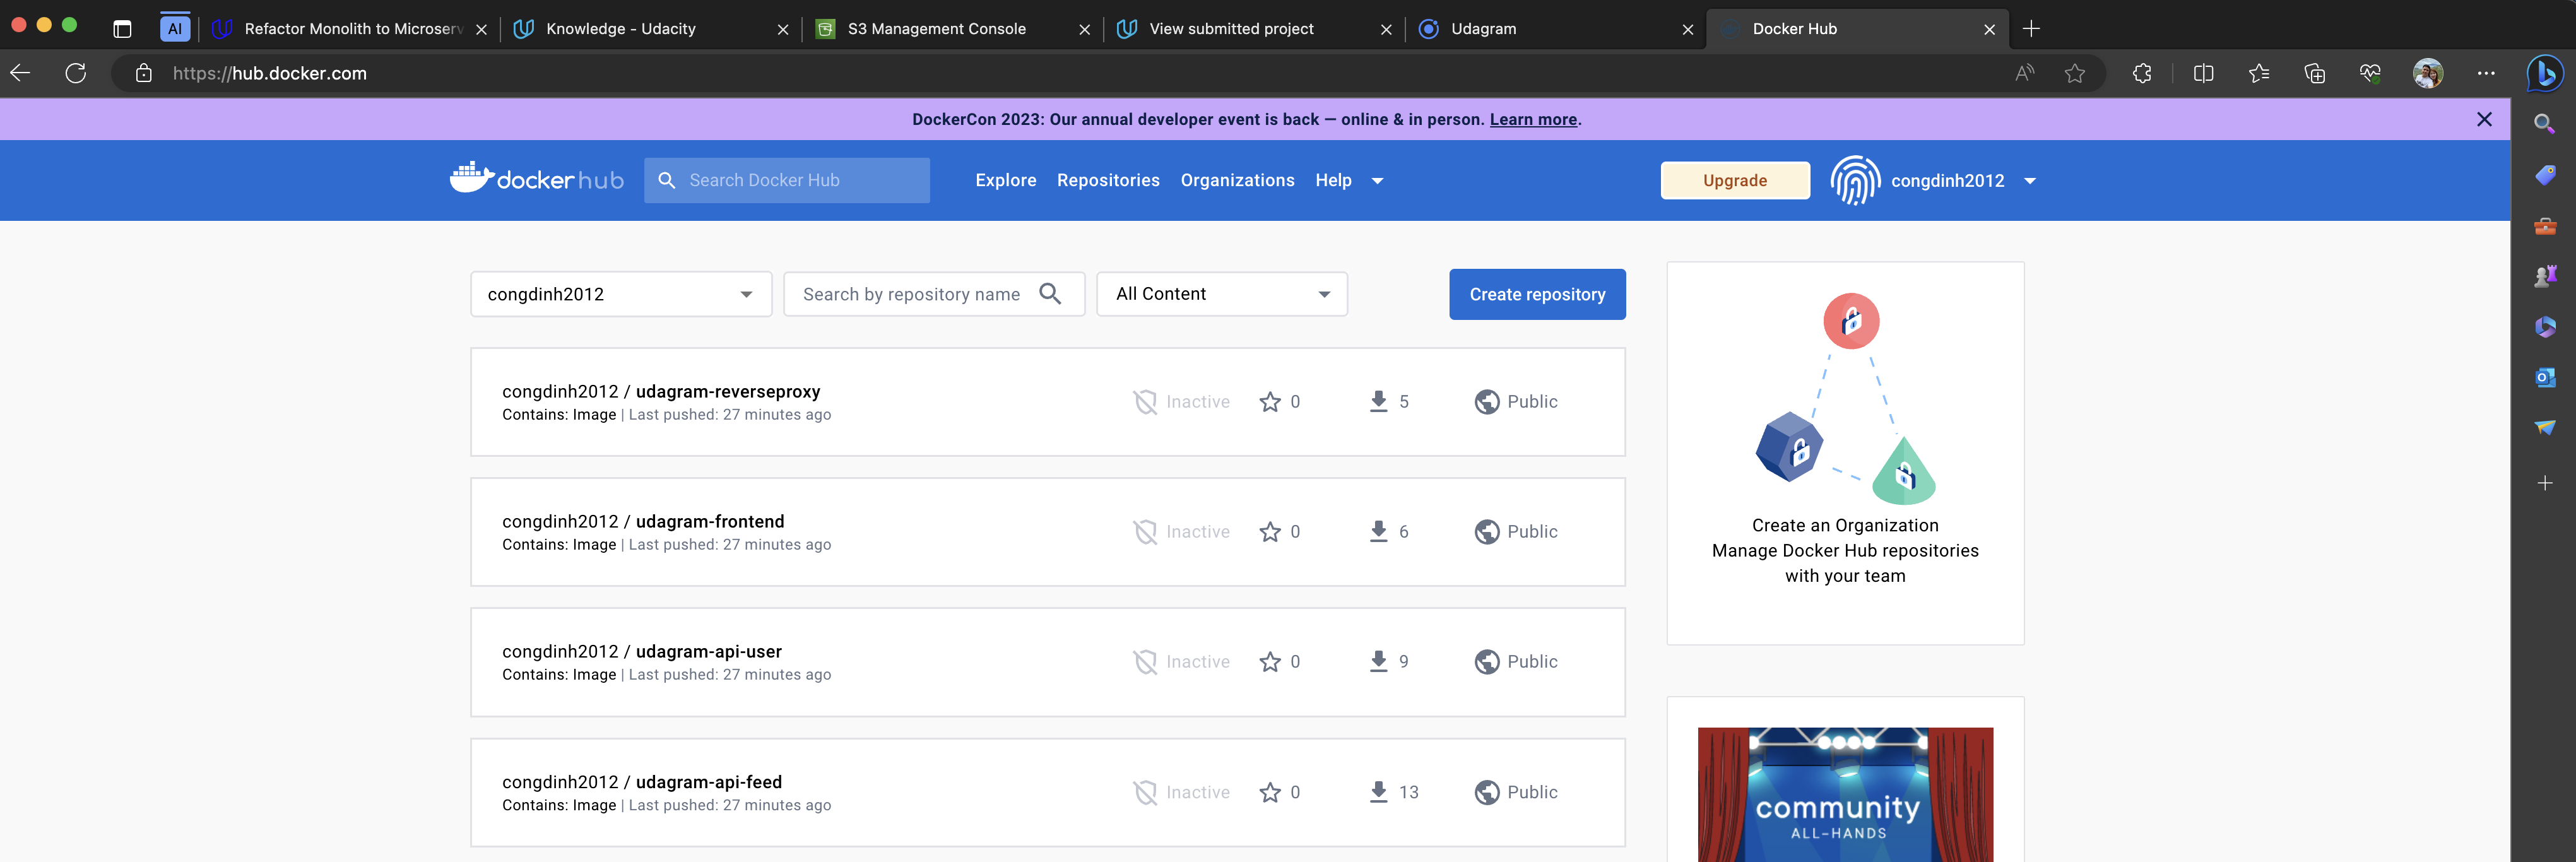 AI
Refactor Monolith to Microserv
Knowledge - Udacity
S3 Management Console
View submitted project
Udagram
Docker Hub
https://hub.docker.com
DockerCon 2023: Our annual developer event is back — online & in person. Learn more.
docker hub
Search Docker Hub
Explore
Repositories
Organizations
Help
Upgrade
congdinh2012
congdinh2012
Search by repository name
All Content
Create repository
congdinh2012 / udagram-reverseproxy
Contains: Image | Last pushed: 27 minutes ago
Inactive
0
5
Public
congdinh2012 / udagram-frontend
Contains: Image | Last pushed: 27 minutes ago
Inactive
0
6
Public
congdinh2012 / udagram-api-user
Contains: Image | Last pushed: 27 minutes ago
Inactive
0
9
Public
congdinh2012 / udagram-api-feed
Contains: Image | Last pushed: 27 minutes ago
Inactive
0
13
Public
Create an Organization
Manage Docker Hub repositories
with your team
community
ALL-HANDS